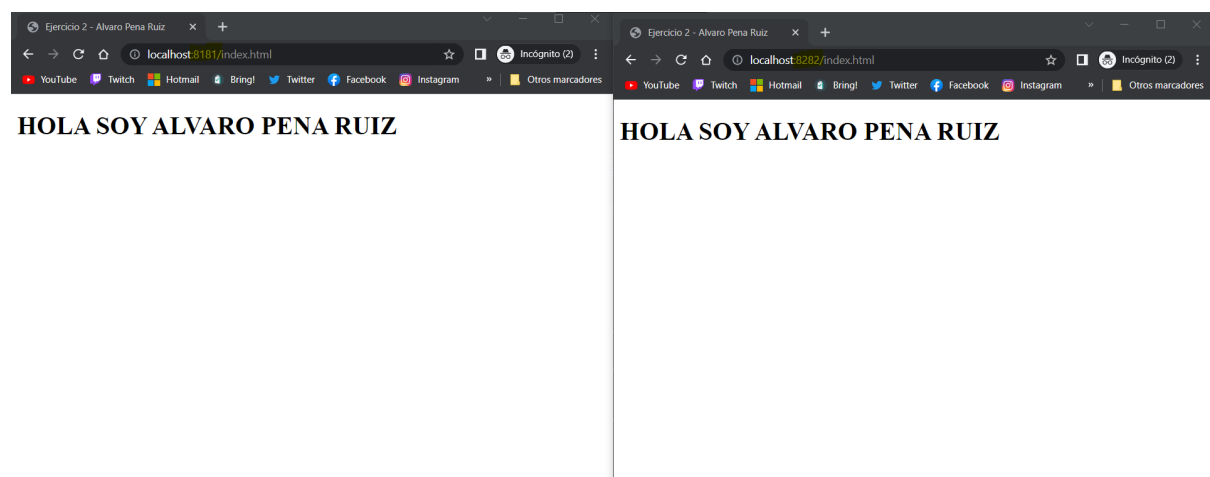 Ejercicio 2 - Alvaro Pena Ruiz
localhost:8181/index.html
Incógnito (2)
YouTube Twitch Hotmail Bring! Twitter Facebook Instagram » Otros marcadores
HOLA SOY ALVARO PENA RUIZ
Ejercicio 2 - Alvaro Pena Ruiz
localhost:8282/index.html
Incógnito (2)
YouTube Twitch Hotmail Bring! Twitter Facebook Instagram » Otros marcadores
HOLA SOY ALVARO PENA RUIZ